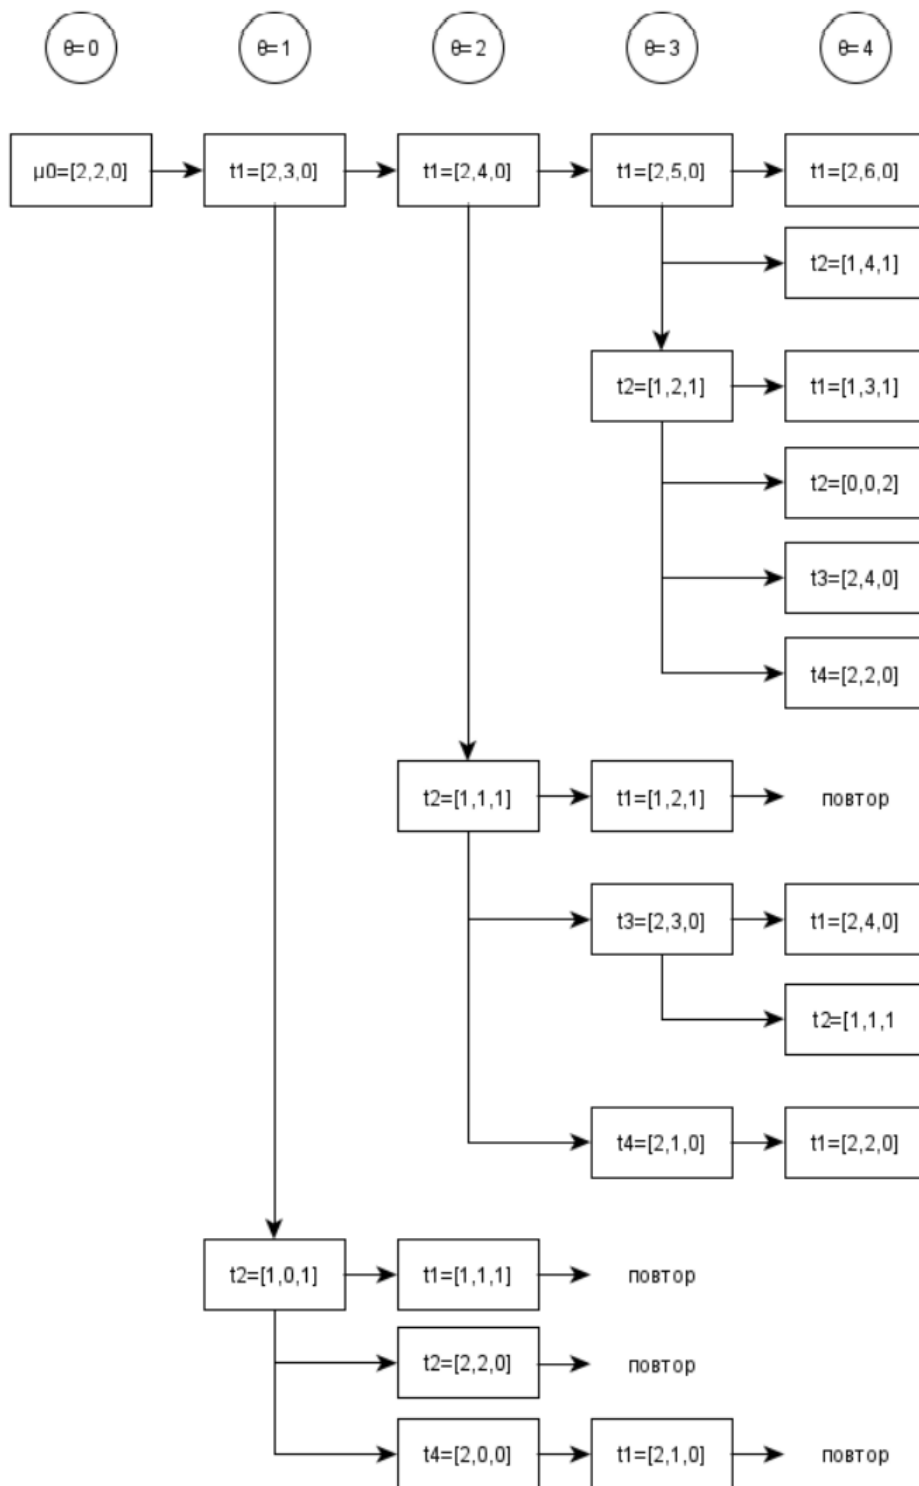 θ=0 θ=1 θ=2 θ=3 θ=4
μ0=[2,2,0] t1=[2,3,0] t1=[2,4,0] t1=[2,5,0] t1=[2,6,0]
t2=[1,4,1]
t2=[1,2,1] t1=[1,3,1]
t2=[0,0,2]
t3=[2,4,0]
t4=[2,2,0]
t2=[1,1,1] t1=[1,2,1] повтор
t3=[2,3,0] t1=[2,4,0]
t2=[1,1,1
t4=[2,1,0] t1=[2,2,0]
t2=[1,0,1] t1=[1,1,1] повтор
t2=[2,2,0] повтор
t4=[2,0,0] t1=[2,1,0] повтор